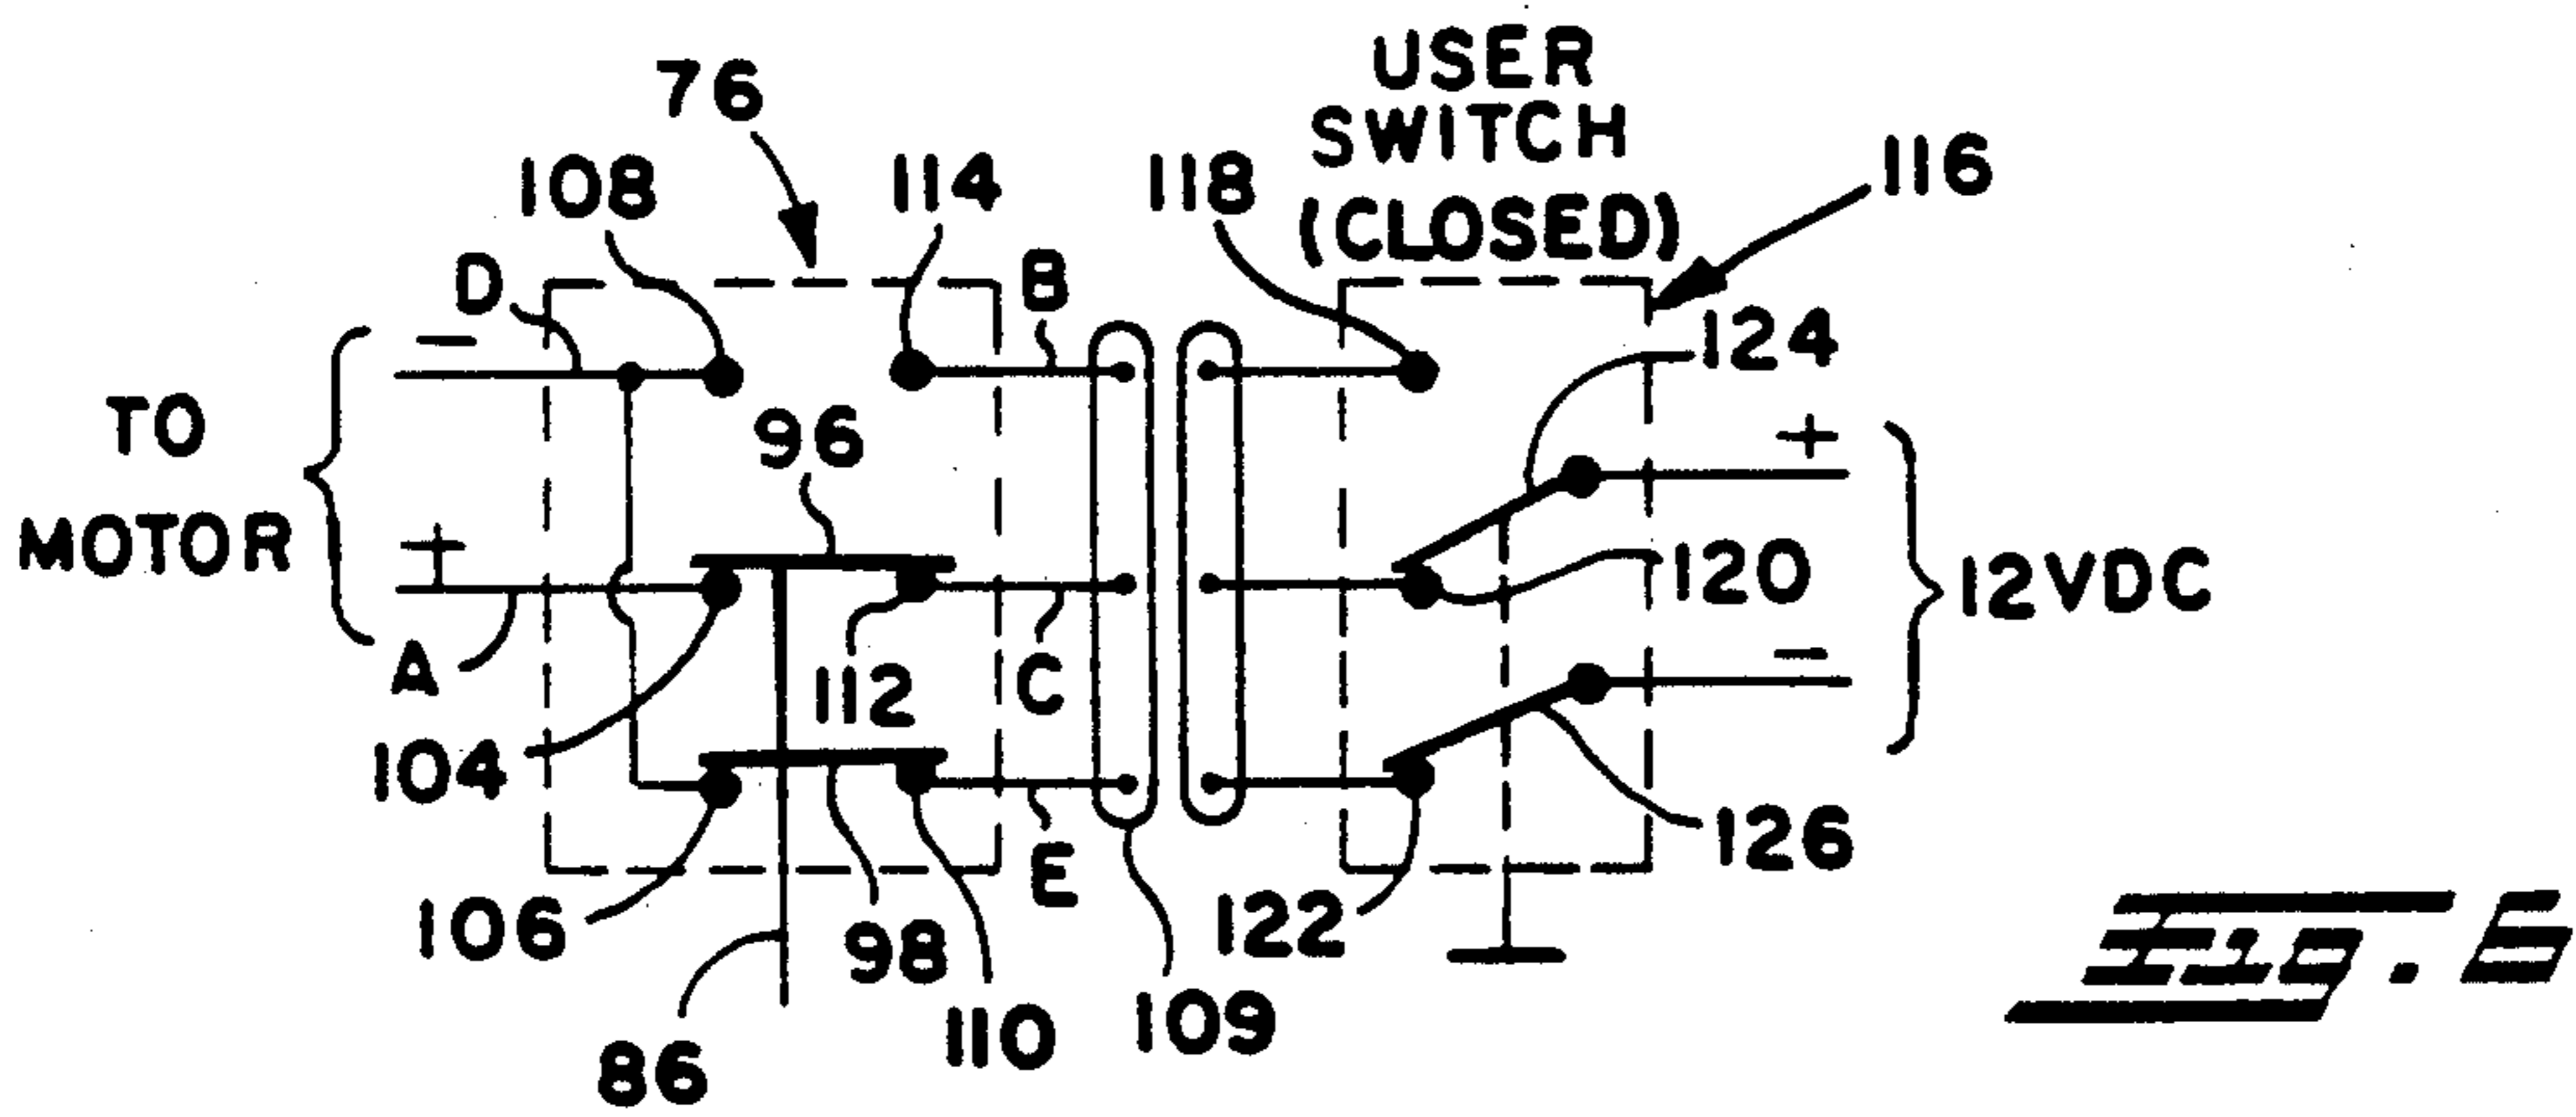 USER
SWITCH
(CLOSED)
76
108
114
118
116
D
B
124
−
TO
MOTOR
96
+
+
12VDC
120
A
104
112
C
−
106
98
E
126
122
86
110
109
Fig. 6